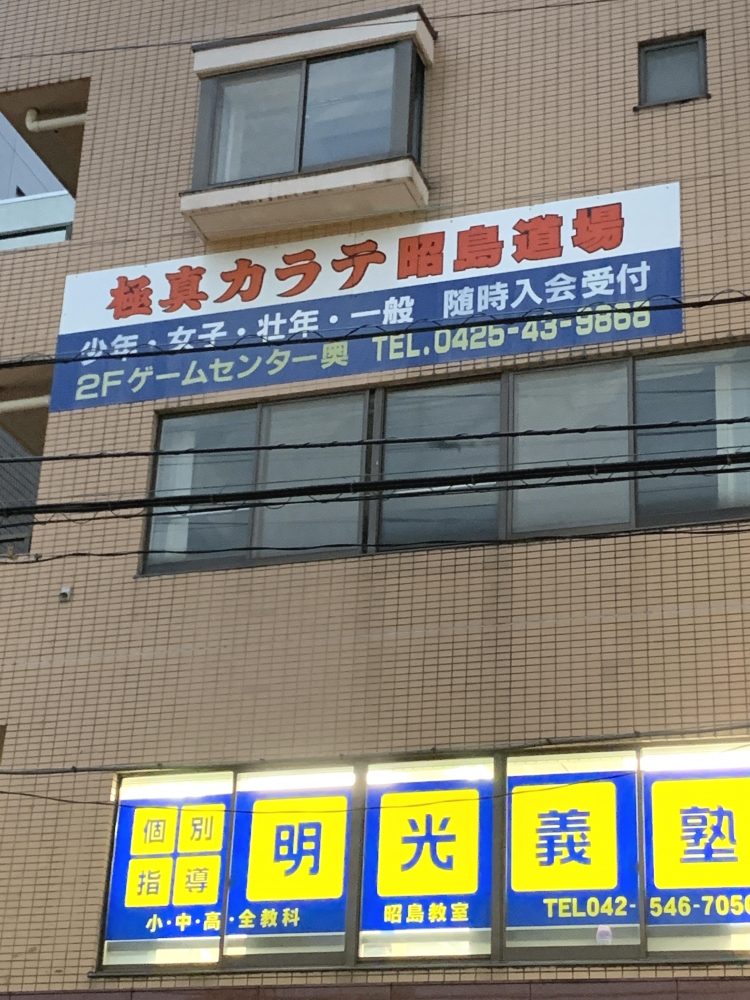 極真カラテ昭島道場
少年・女子・壮年・一般 随時入会受付
2Fゲームセンター奥 TEL.0425-43-9866
個別
指導
明光義塾
小・中・高・全教科
昭島教室
TEL042-546-7050